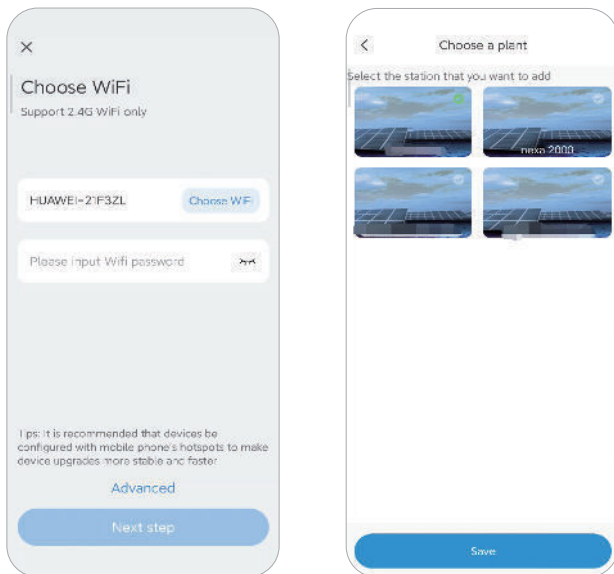 Choose WiFi
Support 2.4G WiFi only
HUAWEI-21F3ZL
Choose WiFi
Please input Wifi password
Tips: It is recommended that devices be
configured with mobile phone's hotspots to make
device upgrades more stable and faster
Advanced
Next step
Choose a plant
Select the station that you want to add
nexa 2000
Save